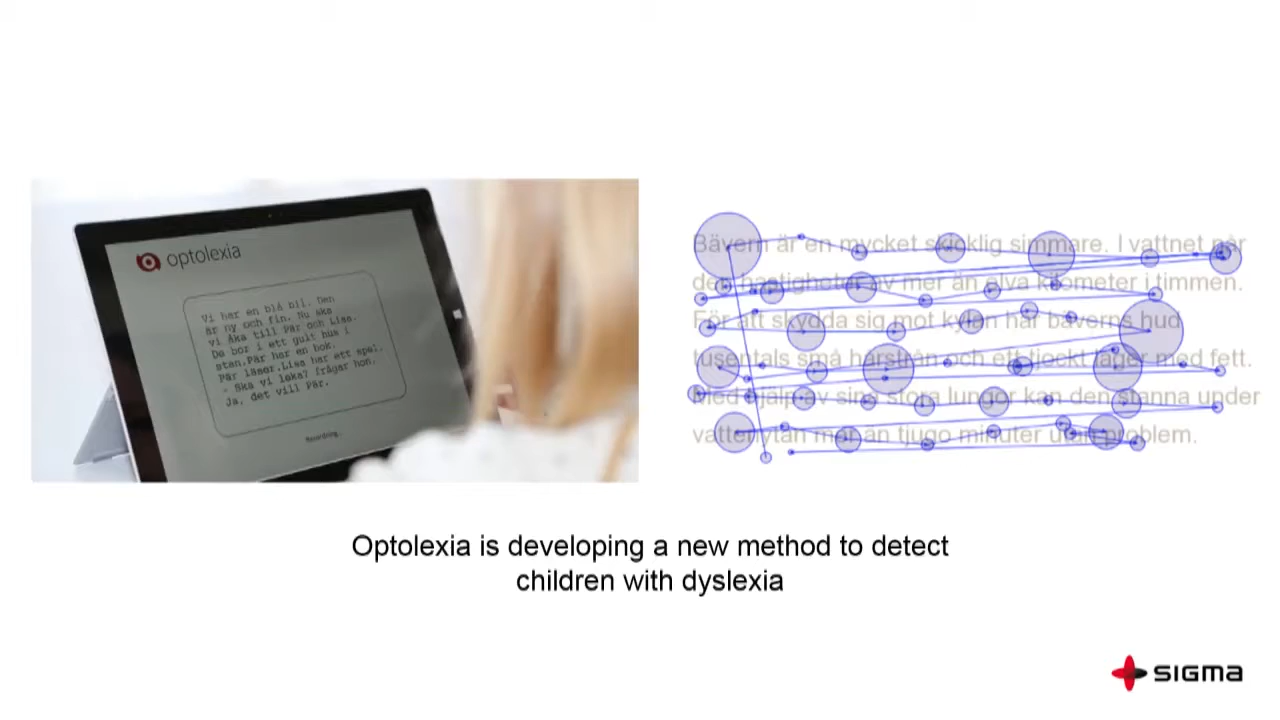 optolexia
Vi har en blå bil. Den
är ny och fin. Nu ska
vi åka till Pär och Lisa.
De bor i ett gult hus i
stan.Pär har en bok.
Pär läser.Lisa har ett spel.
- Ska vi leka? frågar hon.
Ja, det vill Pär.
Recording...
Bävern är en mycket skicklig simmare. I vattnet når
den hastigheter av mer än elva kilometer i timmen.
För att skydda sig mot kylan har bäverns hud
tusentals små hårstrån och ett tjockt lager med fett.
Med hjälp av sina stora lungor kan den stanna under
vattenytan mer än tjugo minuter utan problem.
Optolexia is developing a new method to detect
children with dyslexia
SIGMA